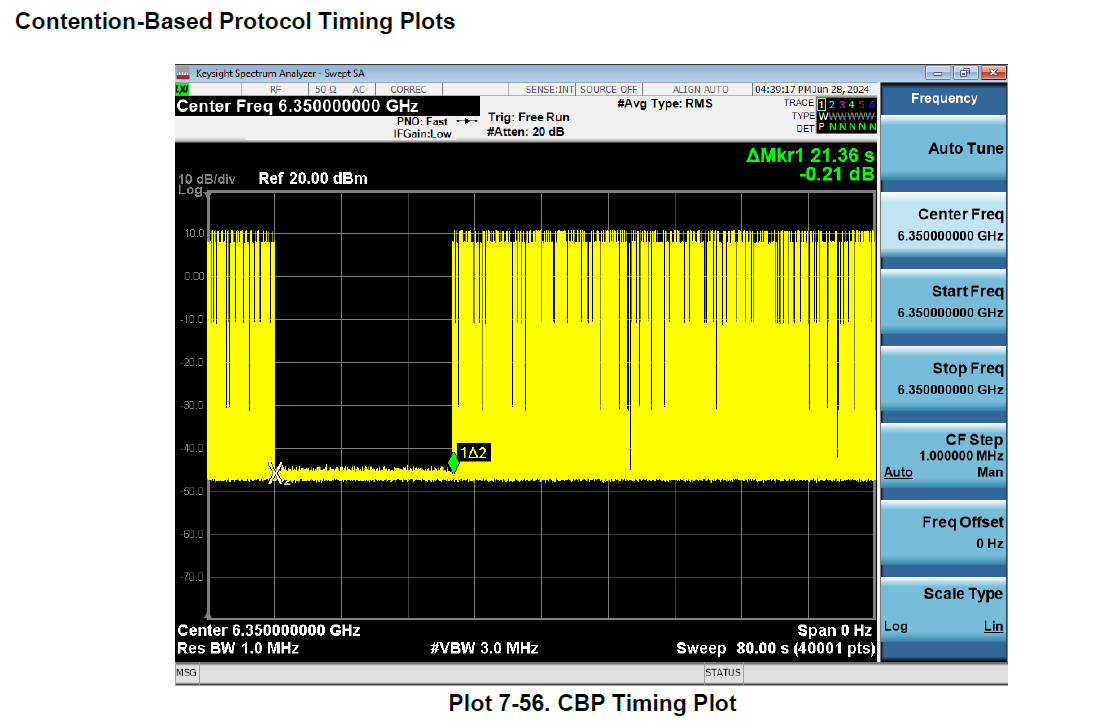 Contention-Based Protocol Timing Plots
Keysight Spectrum Analyzer - Swept SA
LXI RF 50 Ω AC CORREC SENSE:INT SOURCE OFF ALIGN AUTO 04:39:17 PM Jun 28, 2024
Center Freq 6.350000000 GHz
PNO: Fast
IFGain:Low
Trig: Free Run
#Atten: 20 dB
#Avg Type: RMS
TRACE 1 2 3 4 5 6
TYPE WWWWWW
DET P N N N N N
ΔMkr1 21.36 s
-0.21 dB
10 dB/div
Log
Ref 20.00 dBm
10.0
0.00
-10.0
-20.0
-30.0
-40.0
-50.0
-60.0
-70.0
X2
1Δ2
Center 6.350000000 GHz
Res BW 1.0 MHz
#VBW 3.0 MHz
Span 0 Hz
Sweep 80.00 s (40001 pts)
MSG
STATUS
Frequency
Auto Tune
Center Freq
6.350000000 GHz
Start Freq
6.350000000 GHz
Stop Freq
6.350000000 GHz
CF Step
1.000000 MHz
Auto Man
Freq Offset
0 Hz
Scale Type
Log Lin
Plot 7-56. CBP Timing Plot